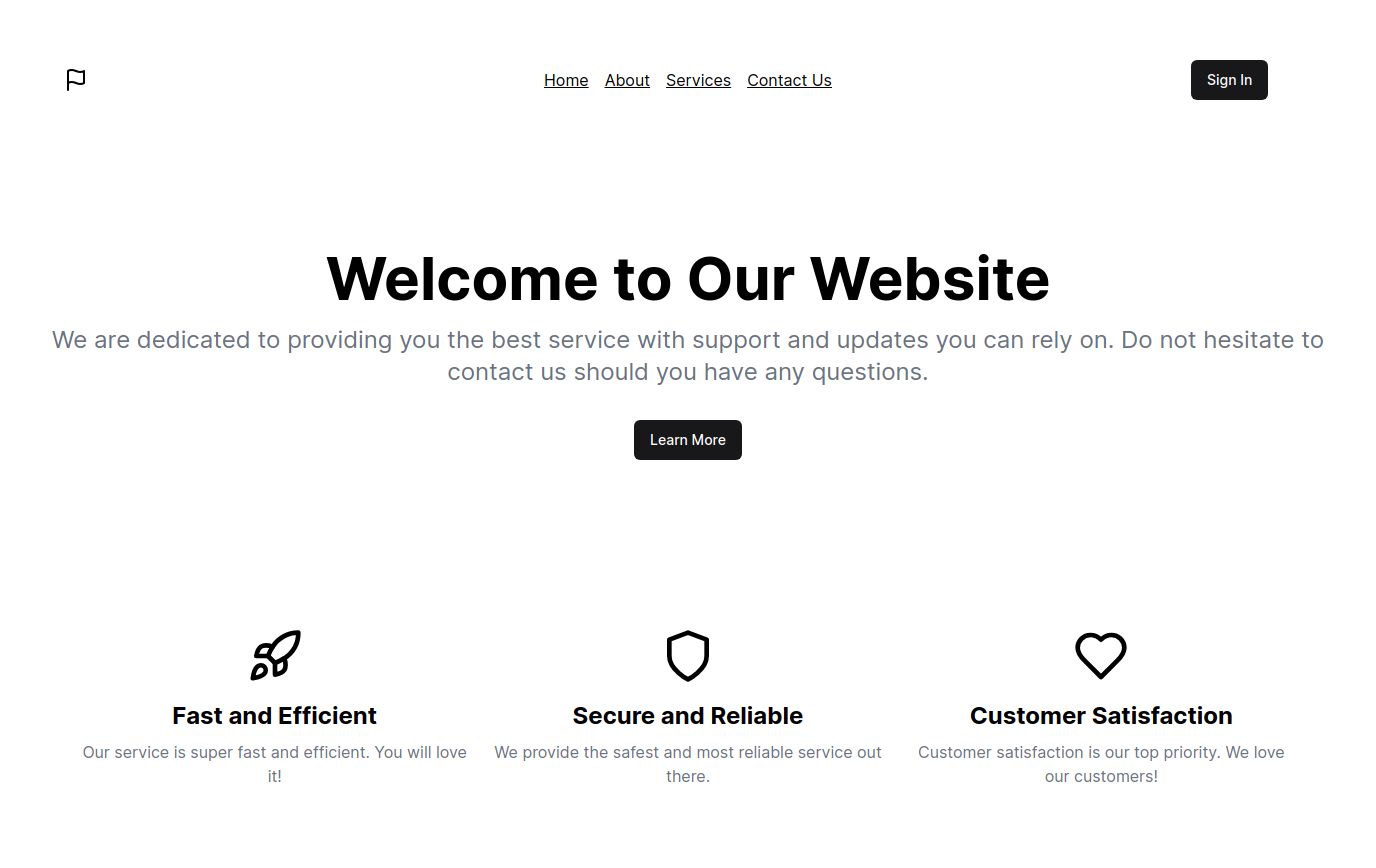 Home About Services Contact Us Sign In
Welcome to Our Website
We are dedicated to providing you the best service with support and updates you can rely on. Do not hesitate to
contact us should you have any questions.
Learn More
Fast and Efficient
Our service is super fast and efficient. You will love
it!
Secure and Reliable
We provide the safest and most reliable service out
there.
Customer Satisfaction
Customer satisfaction is our top priority. We love
our customers!